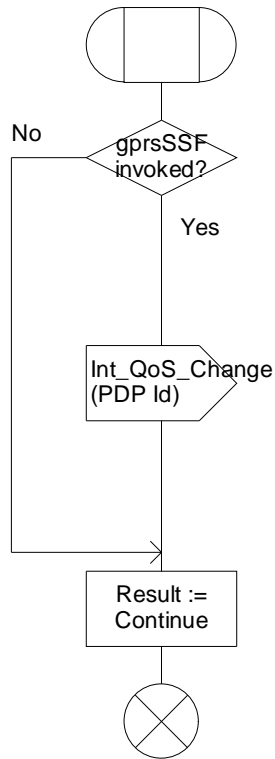 No
gprsSSF
invoked?
Yes
Int_QoS_Change
(PDP Id)
Result :=
Continue